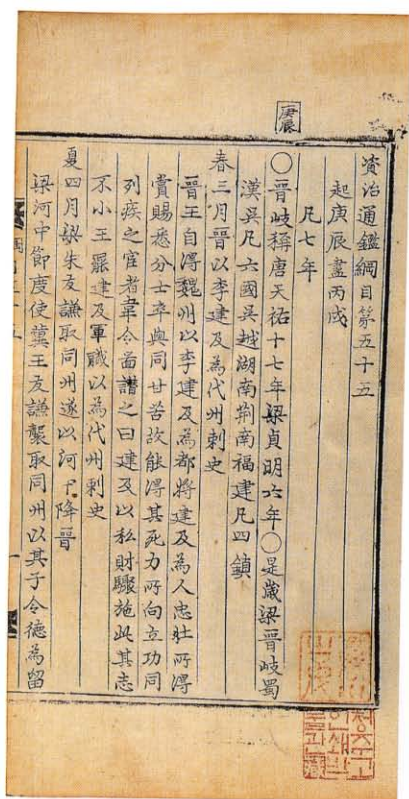 庚辰
資治通鑑綱目第五十五
起庚辰盡丙戌
凡七年
〇晉岐稱唐天祐十七年梁貞明六年〇是歲梁晉岐蜀
漢吳凡六國吳越湖南荆南福建凡四鎮
春三月晉以李建及為代州刺史
晉王自得魏州以李建及為都將建及為人忠壯所得
賞賜悉分士卒與同甘苦故能得其死力所向立功同
列疾之宦者韋令圖譖之曰建及以私財驟施此其志
不小王罷建及軍職以為代州刺史
夏四月梁朱友謙取同州遂以河中降晉
梁河中節度使冀王友謙襲取同州以其子令德為留